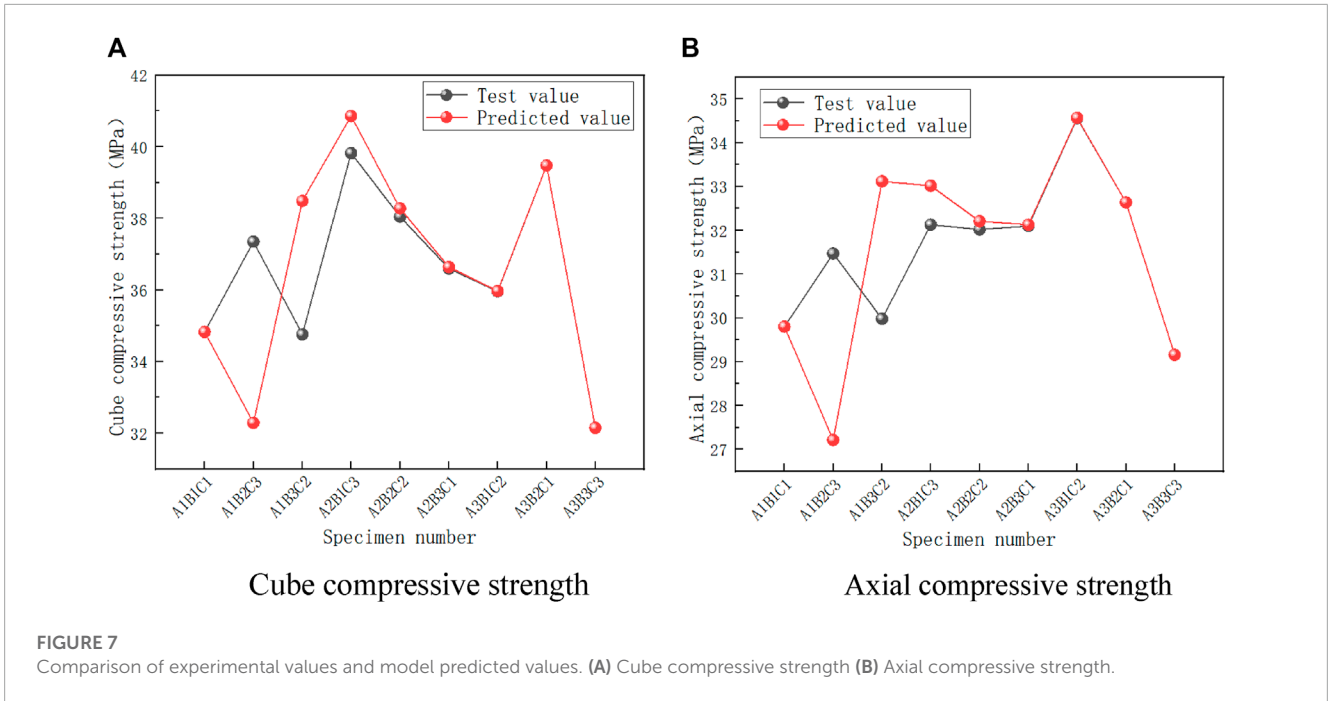 A
Cube compressive strength (MPa)
42
40
38
36
34
32
Test value
Predicted value
A1B1C1
A1B2C3
A1B3C2
A2B1C3
A2B2C2
A2B3C1
A3B1C2
A3B2C1
A3B3C3
Specimen number
Cube compressive strength
B
Axial compressive strength (MPa)
35
34
33
32
31
30
29
28
27
Test value
Predicted value
A1B1C1
A1B2C3
A1B3C2
A2B1C3
A2B2C2
A2B3C1
A3B1C2
A3B2C1
A3B3C3
Specimen number
Axial compressive strength
FIGURE 7
Comparison of experimental values and model predicted values. (A) Cube compressive strength (B) Axial compressive strength.